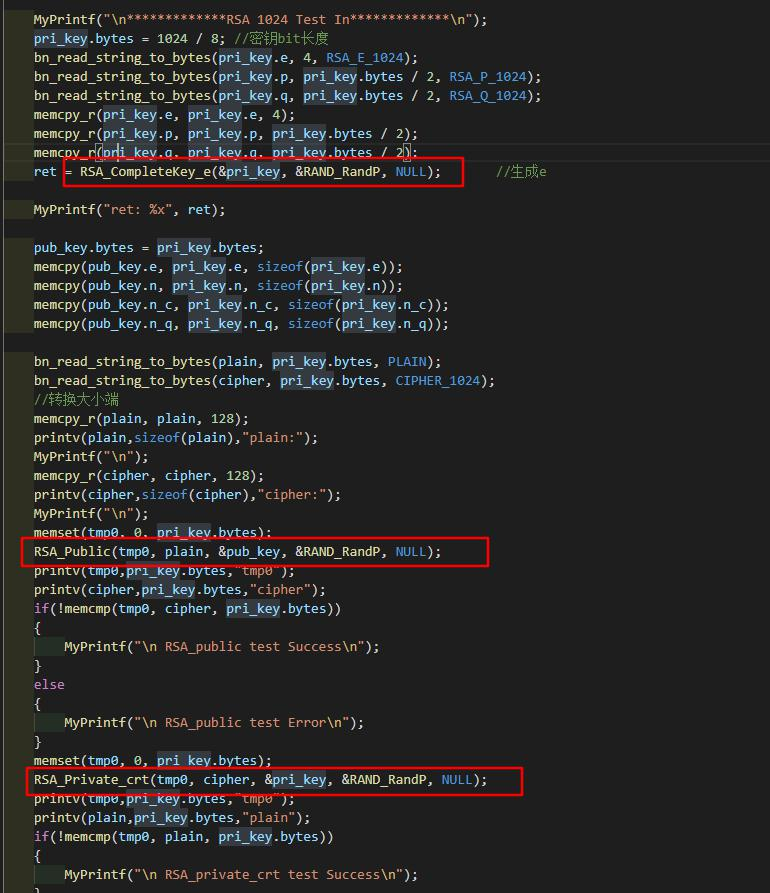 MyPrintf("\n*************RSA 1024 Test In*************\n");
pri_key.bytes = 1024 / 8; //密钥bit长度
bn_read_string_to_bytes(pri_key.e, 4, RSA_E_1024);
bn_read_string_to_bytes(pri_key.p, pri_key.bytes / 2, RSA_P_1024);
bn_read_string_to_bytes(pri_key.q, pri_key.bytes / 2, RSA_Q_1024);
memcpy_r(pri_key.e, pri_key.e, 4);
memcpy_r(pri_key.p, pri_key.p, pri_key.bytes / 2);
memcpy_r(pri_key.q, pri_key.q, pri_key.bytes / 2);
ret = RSA_CompleteKey_e(&pri_key, &RAND_RandP, NULL); //生成e
MyPrintf("ret: %x", ret);
pub_key.bytes = pri_key.bytes;
memcpy(pub_key.e, pri_key.e, sizeof(pri_key.e));
memcpy(pub_key.n, pri_key.n, sizeof(pri_key.n));
memcpy(pub_key.n_c, pri_key.n_c, sizeof(pri_key.n_c));
memcpy(pub_key.n_q, pri_key.n_q, sizeof(pri_key.n_q));
bn_read_string_to_bytes(plain, pri_key.bytes, PLAIN);
bn_read_string_to_bytes(cipher, pri_key.bytes, CIPHER_1024);
//转换大小端
memcpy_r(plain, plain, 128);
printv(plain,sizeof(plain),"plain:");
MyPrintf("\n");
memcpy_r(cipher, cipher, 128);
printv(cipher,sizeof(cipher),"cipher:");
MyPrintf("\n");
memset(tmp0, 0, pri_key.bytes);
RSA_Public(tmp0, plain, &pub_key, &RAND_RandP, NULL);
printv(tmp0,pri_key.bytes,"tmp0");
printv(cipher,pri_key.bytes,"cipher");
if(!memcmp(tmp0, cipher, pri_key.bytes))
{
MyPrintf("\n RSA_public test Success\n");
}
else
{
MyPrintf("\n RSA_public test Error\n");
}
memset(tmp0, 0, pri_key.bytes);
RSA_Private_crt(tmp0, cipher, &pri_key, &RAND_RandP, NULL);
printv(tmp0,pri_key.bytes,"tmp0");
printv(plain,pri_key.bytes,"plain");
if(!memcmp(tmp0, plain, pri_key.bytes))
{
MyPrintf("\n RSA_private_crt test Success\n");
}